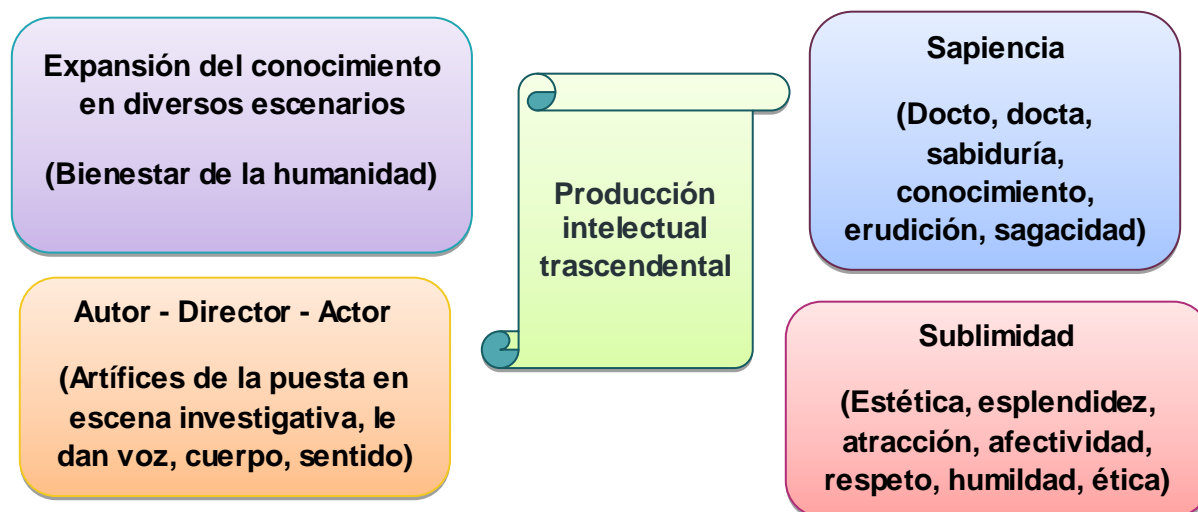 Expansión del conocimiento
en diversos escenarios
(Bienestar de la humanidad)
Autor - Director - Actor
(Artífices de la puesta en
escena investigativa, le
dan voz, cuerpo, sentido)
Producción
intelectual
trascendental
Sapiencia
(Docto, docta,
sabiduría,
conocimiento,
erudición, sagacidad)
Sublimidad
(Estética, esplendidez,
atracción, afectividad,
respeto, humildad, ética)